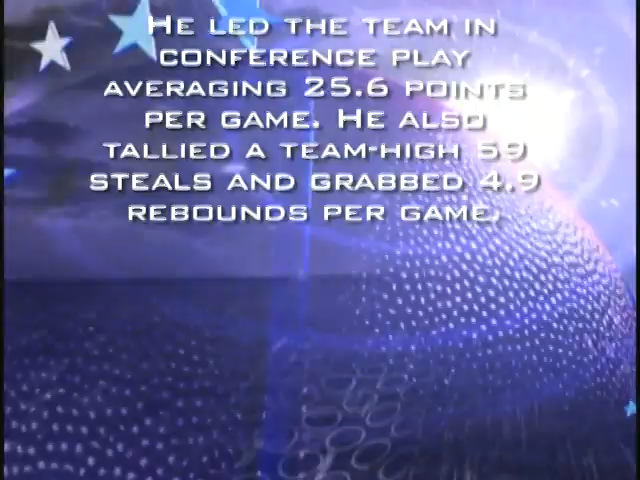 He led the team in
conference play
averaging 25.6 points
per game. He also
tallied a team-high 59
steals and grabbed 4.9
rebounds per game.